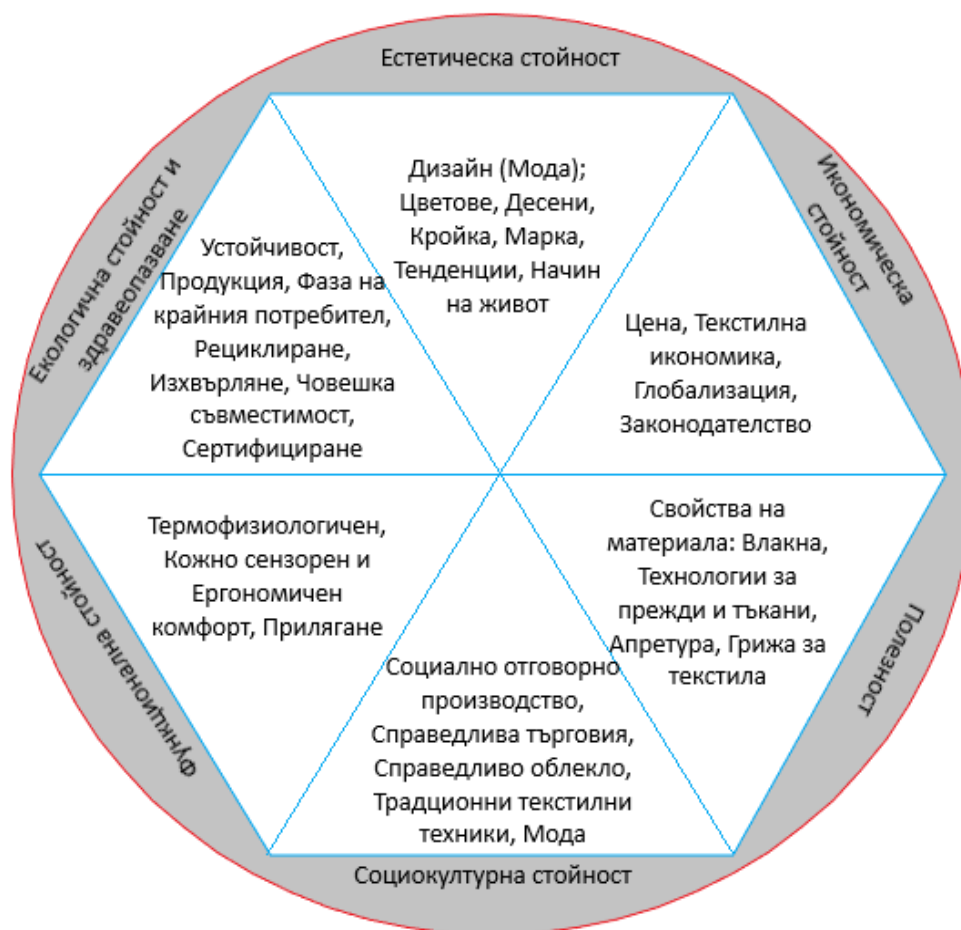 Естетическа стойност
Икономическа
стойност
Екологична стойност и
здравеопазване
Дизайн (Мода);
Цветове, Десени,
Кройка, Марка,
Тенденции, Начин
на живот
Устойчивост,
Продукция, Фаза на
крайния потребител,
Рециклиране,
Изхвърляне, Човешка
съвместимост,
Сертифициране
Цена, Текстилна
икономика,
Глобализация,
Законодателство
Термофизиологичен,
Кожно сензорен и
Ергономичен
комфорт, Прилягане
Свойства на
материала: Влакна,
Технологии за
прежди и тъкани,
Апретура, Грижа за
текстила
Функционална стойност
Полезност
Социално отговорно
производство,
Справедлива търговия,
Справедливо облекло,
Традционни текстилни
техники, Мода
Социокултурна стойност